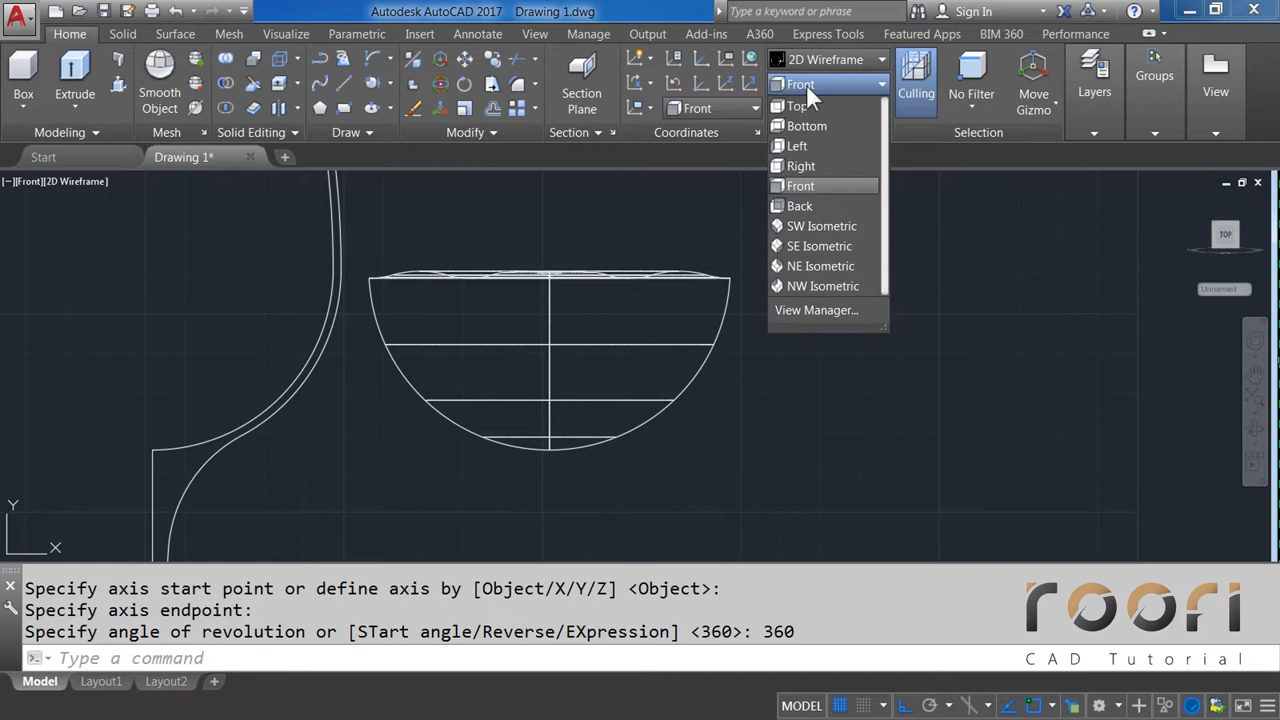 Autodesk AutoCAD 2017 Drawing 1.dwg
Type a keyword or phrase
Sign In
Home Solid Surface Mesh Visualize Parametric Insert Annotate View Manage Output Add-ins A360 Express Tools Featured Apps BIM 360 Performance
Box
Extrude
Smooth
Object
Section
Plane
Front
2D Wireframe
Front
Culling
No Filter
Move
Gizmo
Layers
Groups
View
Modeling
Mesh
Solid Editing
Draw
Modify
Section
Coordinates
Selection
Top
Bottom
Left
Right
Front
Back
SW Isometric
SE Isometric
NE Isometric
NW Isometric
View Manager...
Start
Drawing 1*
[−][Front][2D Wireframe]
TOP
Unnamed
Y
X
Specify axis start point or define axis by [Object/X/Y/Z] <Object>:
Specify axis endpoint:
Specify angle of revolution or [STart angle/Reverse/EXpression] <360>: 360
Type a command
roofi
CAD Tutorial
Model Layout1 Layout2
MODEL